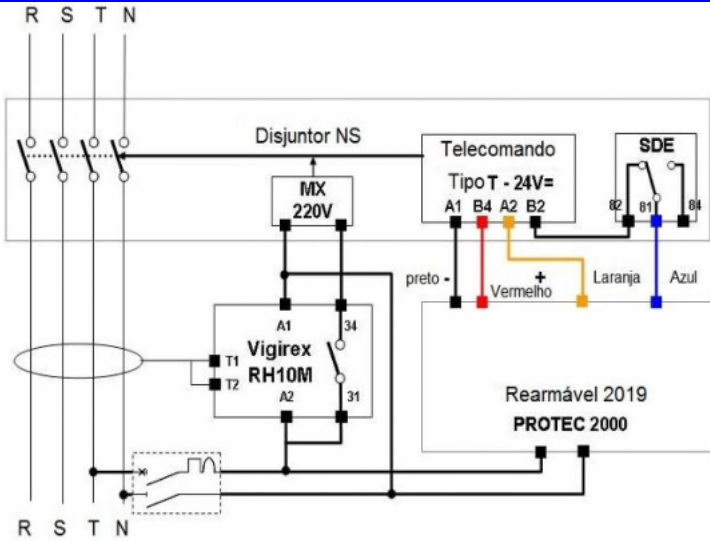 R S T N
Disjuntor NS
Telecomando
Tipo T - 24V=
A1 B4 A2 B2
SDE
82 81 84
MX
220V
preto -
Vermelho
+
Laranja
Azul
A1 34
Vigirex
RH10M
T1
T2
A2 31
Rearmável 2019
PROTEC 2000
R S T N